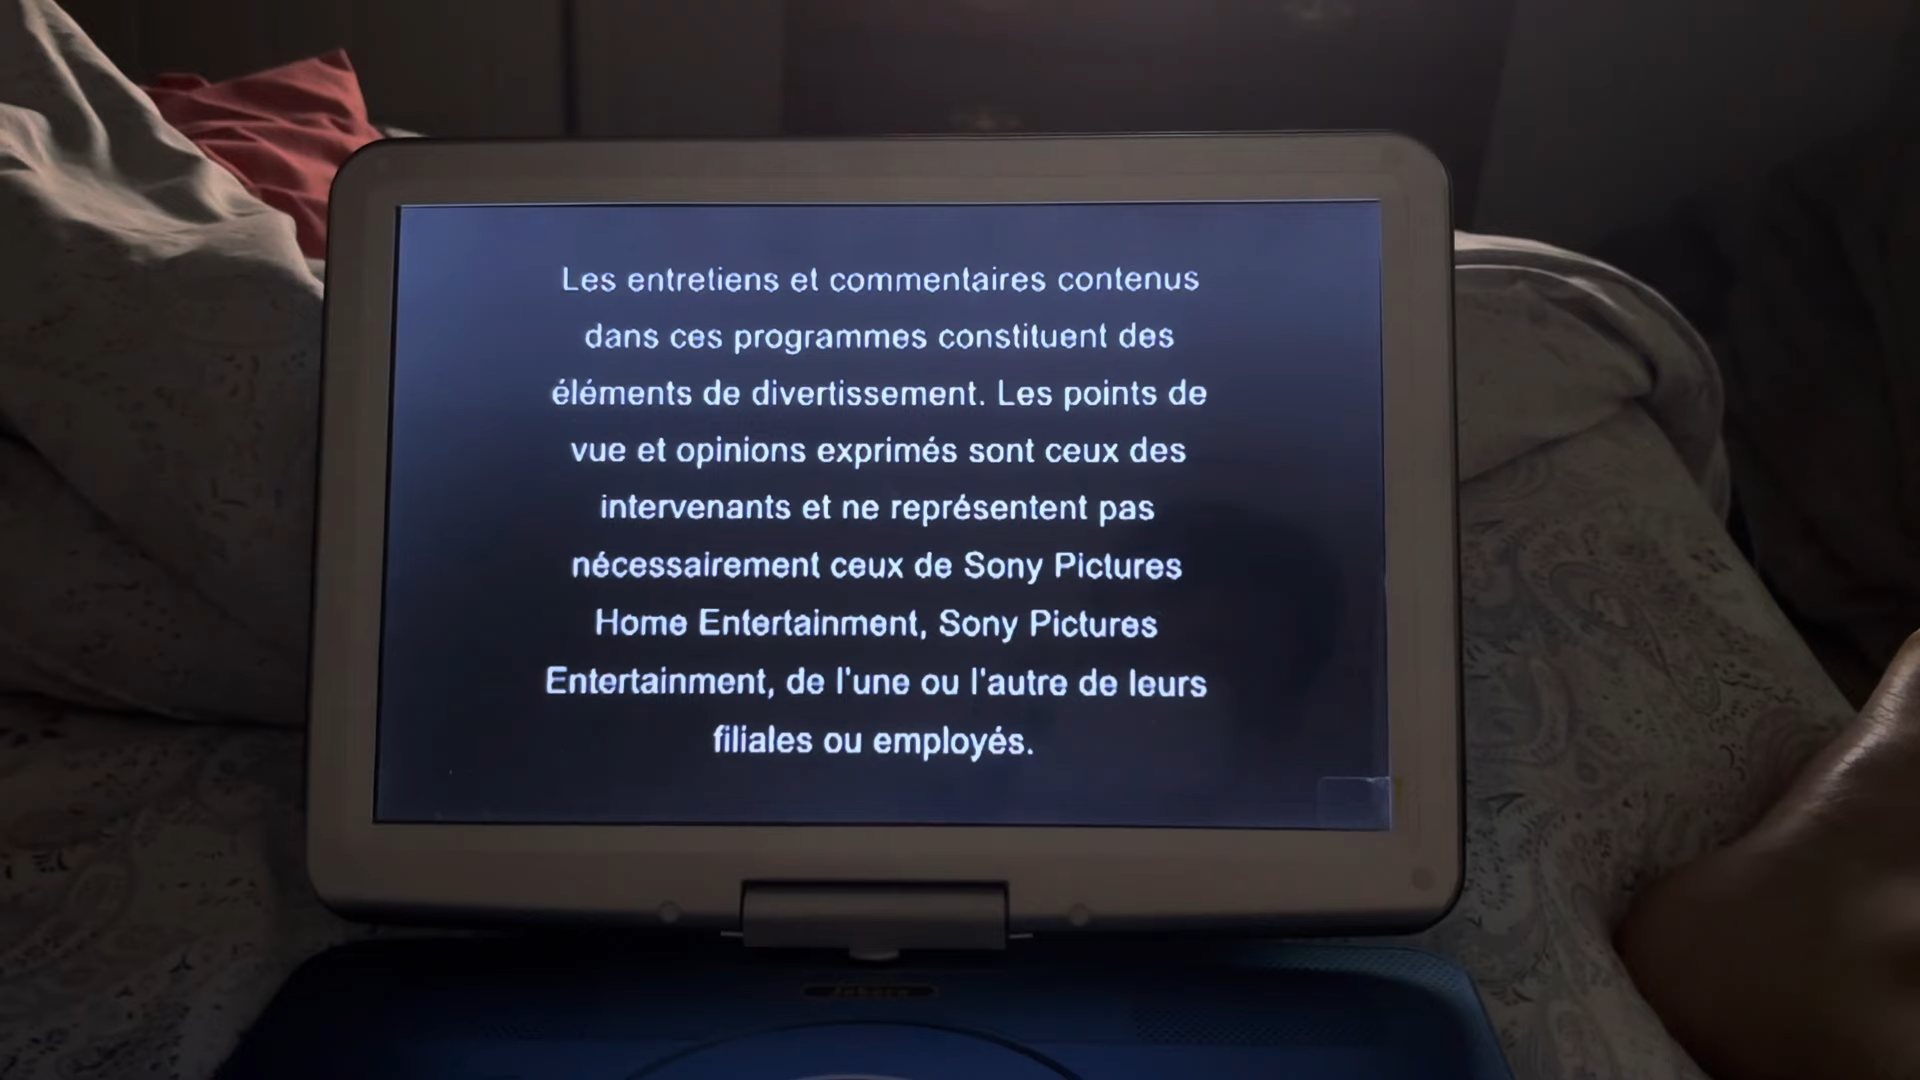 Les entretiens et commentaires contenus
dans ces programmes constituent des
éléments de divertissement. Les points de
vue et opinions exprimés sont ceux des
intervenants et ne représentent pas
nécessairement ceux de Sony Pictures
Home Entertainment, Sony Pictures
Entertainment, de l'une ou l'autre de leurs
filiales ou employés.